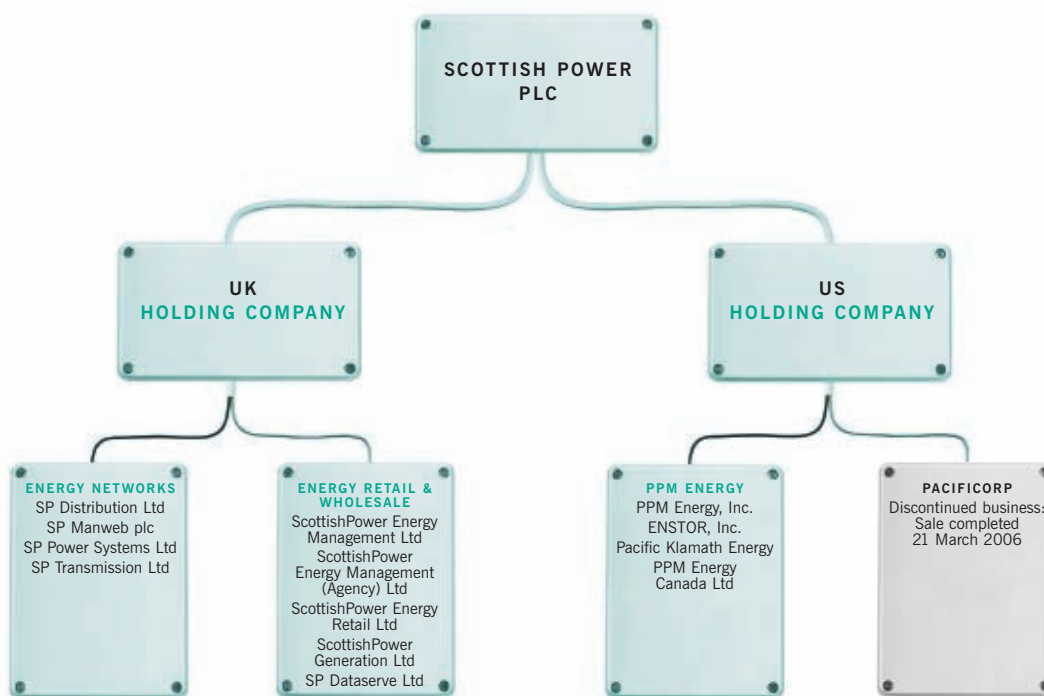 SCOTTISH POWER
PLC
UK
HOLDING COMPANY
US
HOLDING COMPANY
ENERGY NETWORKS
SP Distribution Ltd
SP Manweb plc
SP Power Systems Ltd
SP Transmission Ltd
ENERGY RETAIL &
WHOLESALE
ScottishPower Energy
Management Ltd
ScottishPower
Energy Management
(Agency) Ltd
ScottishPower Energy
Retail Ltd
ScottishPower
Generation Ltd
SP Dataserve Ltd
PPM ENERGY
PPM Energy, Inc.
ENSTOR, Inc.
Pacific Klamath Energy
PPM Energy
Canada Ltd
PACIFICORP
Discontinued business:
Sale completed
21 March 2006